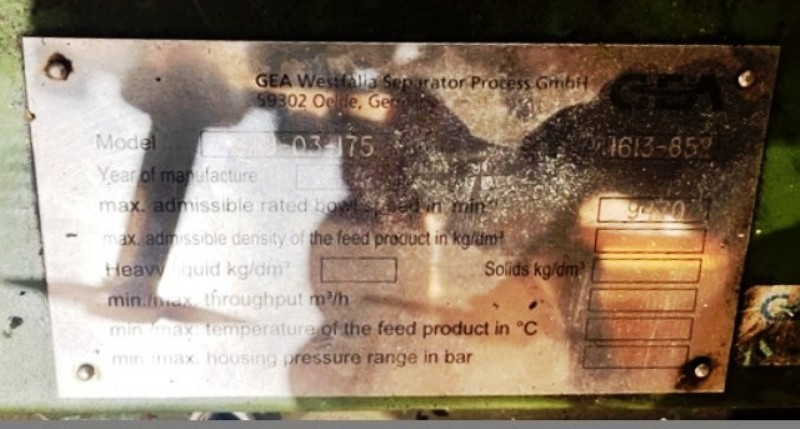 GEA Westfalia Separator Process GmbH
59302 Oelde, Germany
GEA
Model -03-175 1613-659
Year of manufacture
max. admissible rated bowl speed in min⁻¹
max. admissible density of the feed product in kg/dm³
Heavy liquid kg/dm³ Solids kg/dm³
min./max. throughput m³/h
min./max. temperature of the feed product in °C
min./max. housing pressure range in bar